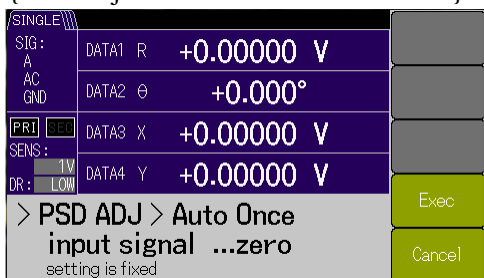 SINGLE
SIG:
A
AC
GND
DATA1 R +0.00000 V
DATA2 θ +0.000°
DATA3 X +0.00000 V
DATA4 Y +0.00000 V
PRI SEC
SENS:
1V
DR: LOW
> PSD ADJ > Auto Once
input signal ...zero
setting is fixed
Exec
Cancel